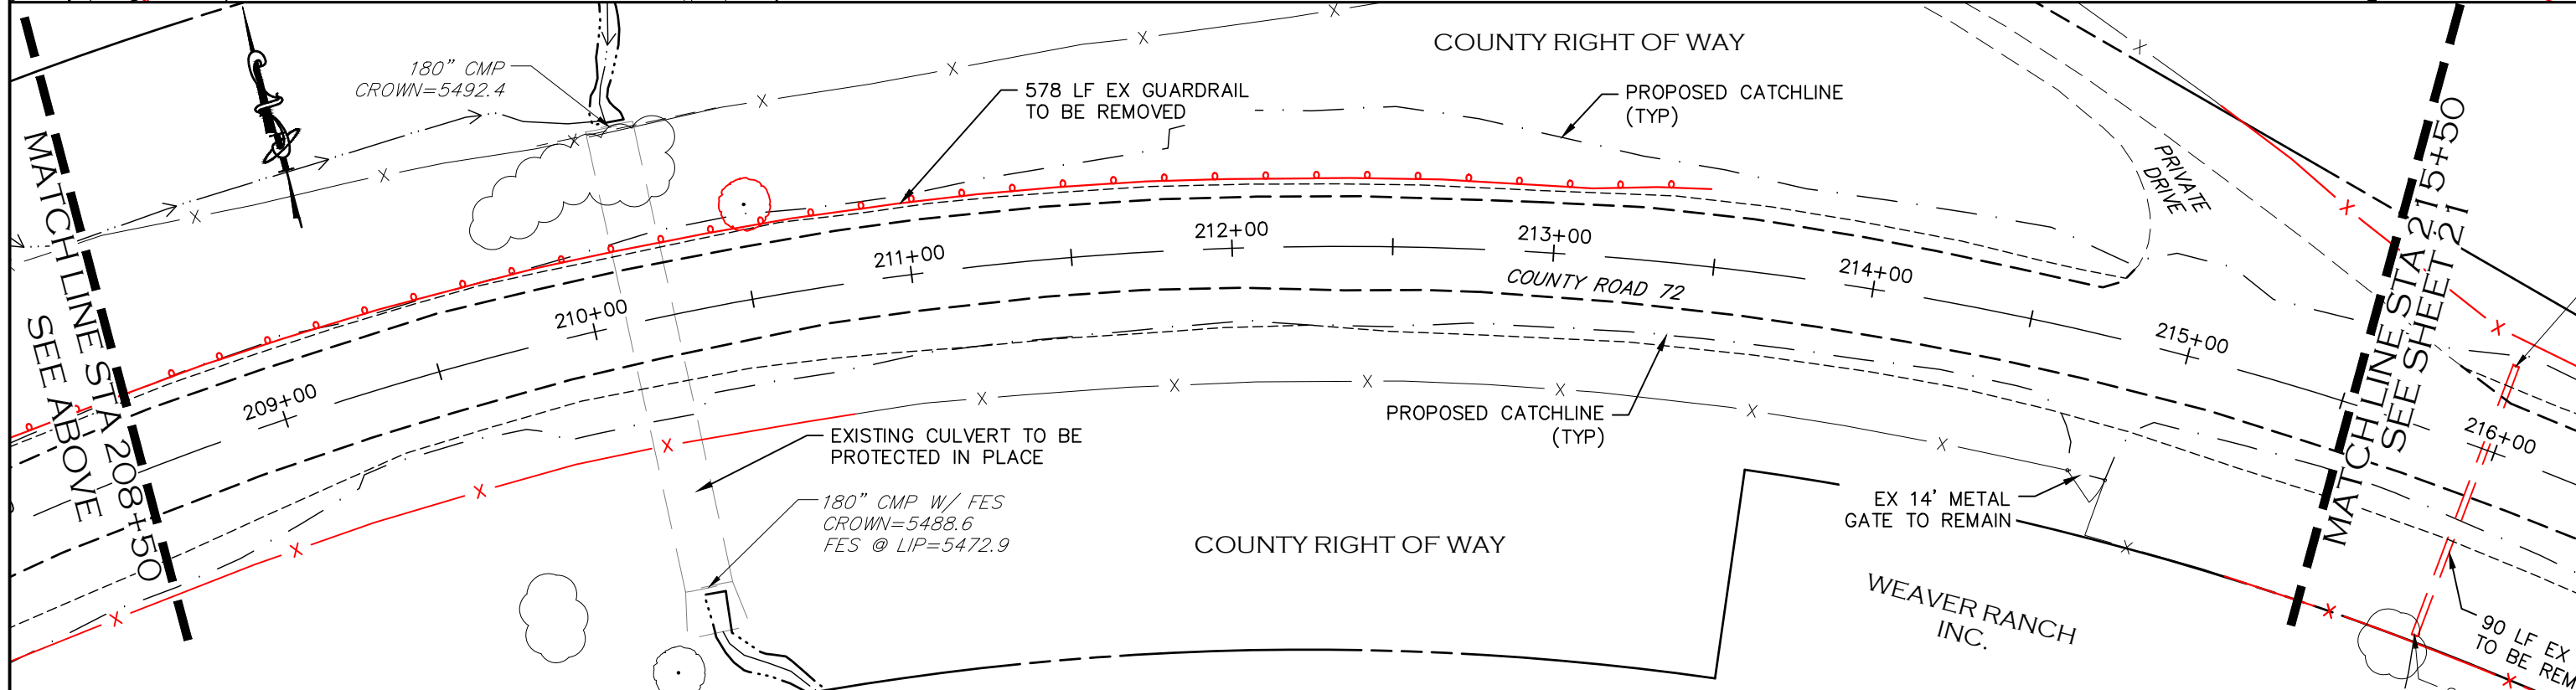 COUNTY RIGHT OF WAY
180" CMP
CROWN=5492.4
578 LF EX GUARDRAIL
TO BE REMOVED
PROPOSED CATCHLINE
(TYP)
PRIVATE
DRIVE
MATCHLINE STA 208+50
SEE ABOVE
209+00
210+00
211+00
212+00
213+00
214+00
215+00
216+00
COUNTY ROAD 72
MATCH LINE STA 215+50
SEE SHEET 21
EXISTING CULVERT TO BE
PROTECTED IN PLACE
180" CMP W/ FES
CROWN=5488.6
FES @ LIP=5472.9
PROPOSED CATCHLINE
(TYP)
EX 14' METAL
GATE TO REMAIN
COUNTY RIGHT OF WAY
WEAVER RANCH
INC.
90 LF EX
TO BE REM